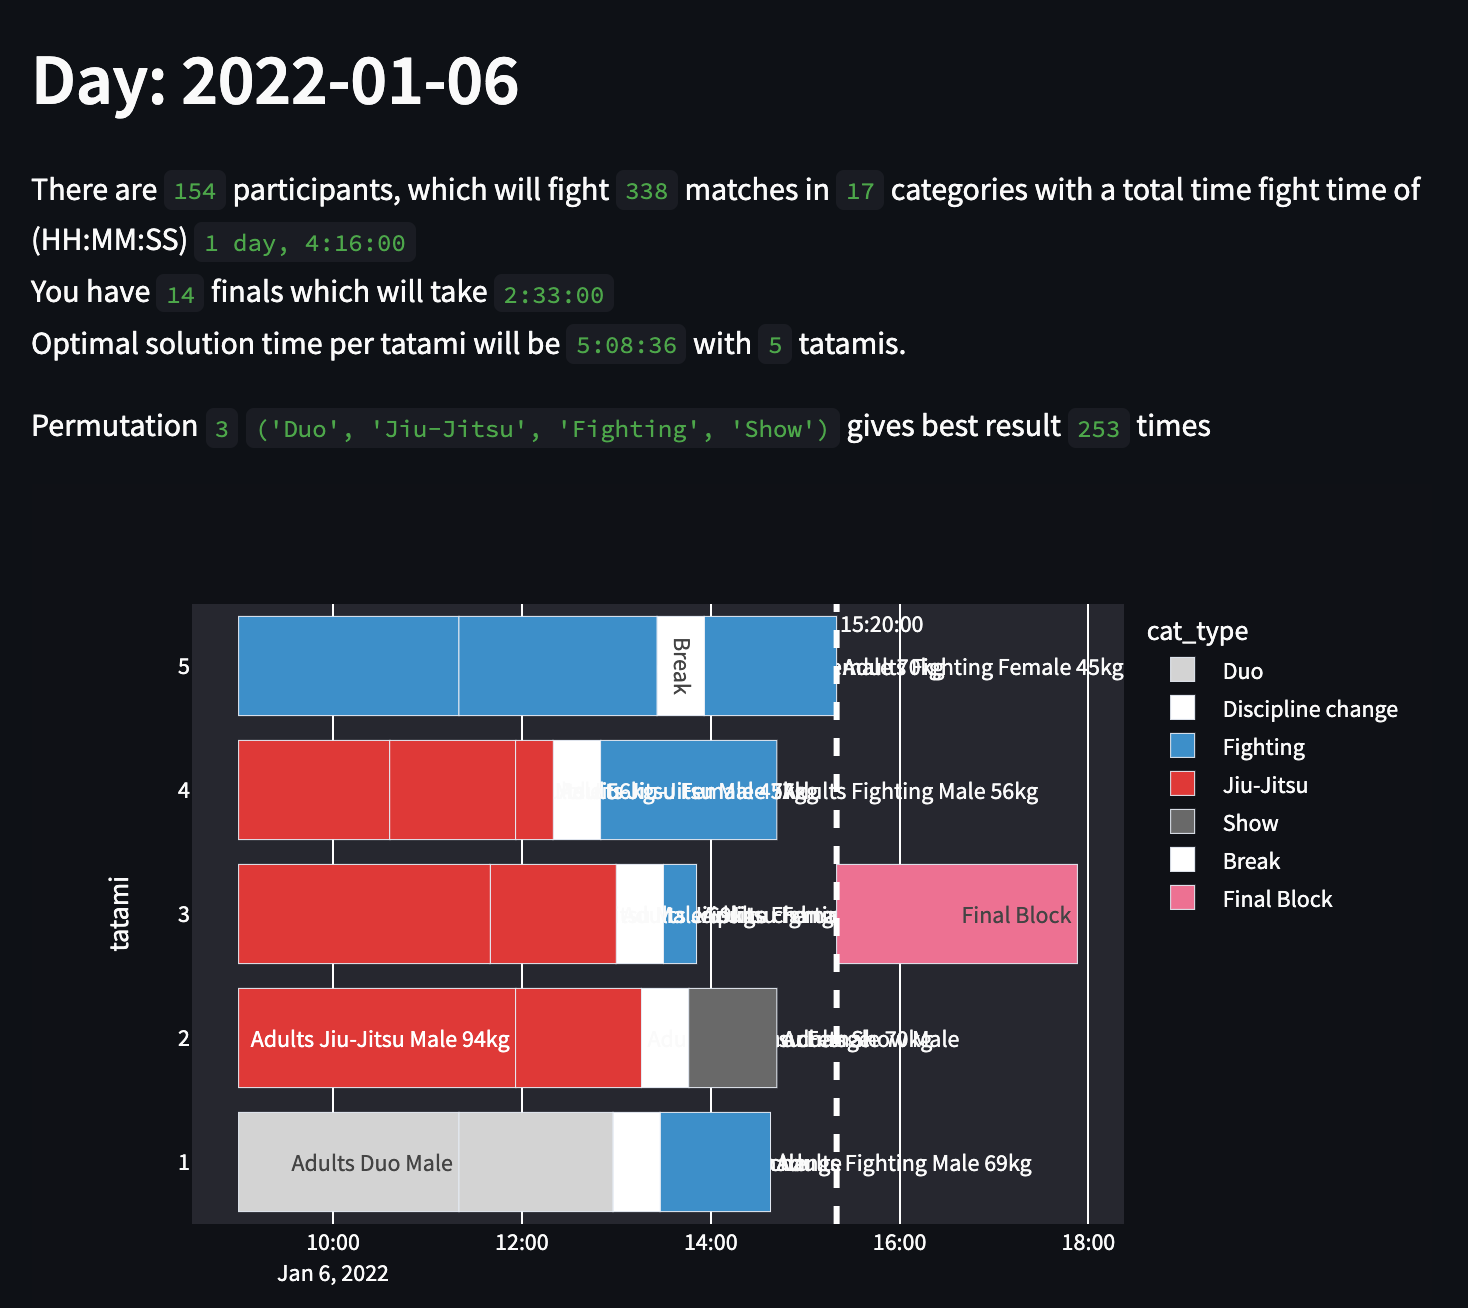 Day: 2022-01-06
There are 154 participants, which will fight 338 matches in 17 categories with a total time fight time of
(HH:MM:SS) 1 day, 4:16:00
You have 14 finals which will take 2:33:00
Optimal solution time per tatami will be 5:08:36 with 5 tatamis.
Permutation 3 ('Duo', 'Jiu-Jitsu', 'Fighting', 'Show') gives best result 253 times
15:20:00
cat_type
Duo
Discipline change
Fighting
Jiu-Jitsu
Show
Break
Final Block
tatami
5
Break
Adults Fighting Female 45kg
4
Adults Fighting Male 56kg
3
Final Block
2
Adults Jiu-Jitsu Male 94kg
Adults Show Male
1
Adults Duo Male
Adults Fighting Male 69kg
10:00
12:00
14:00
16:00
18:00
Jan 6, 2022